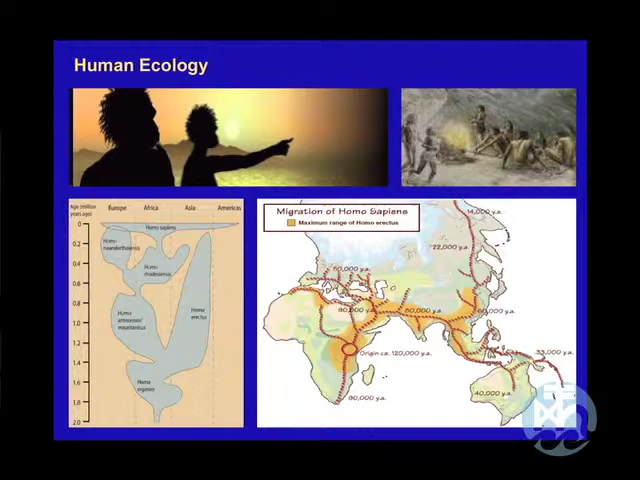 Human Ecology
Age (million
years ago)
Europe
Africa
Asia
Americas
0
0.2
0.4
0.6
0.8
1.0
1.2
1.4
1.6
1.8
2.0
Homo sapiens
Homo
neanderthalensis
Homo
rhodesiensis
Homo
erectus
Homo
antecessor/
mauritanicus
Homo
ergaster
Migration of Homo Sapiens
Maximum range of Homo erectus
14,000 y.a.
22,000 y.a.
50,000 y.a.
90,000 y.a.
60,000 y.a.
Origin ca. 120,000 y.a.
33,000 y.a.
40,000 y.a.
90,000 y.a.